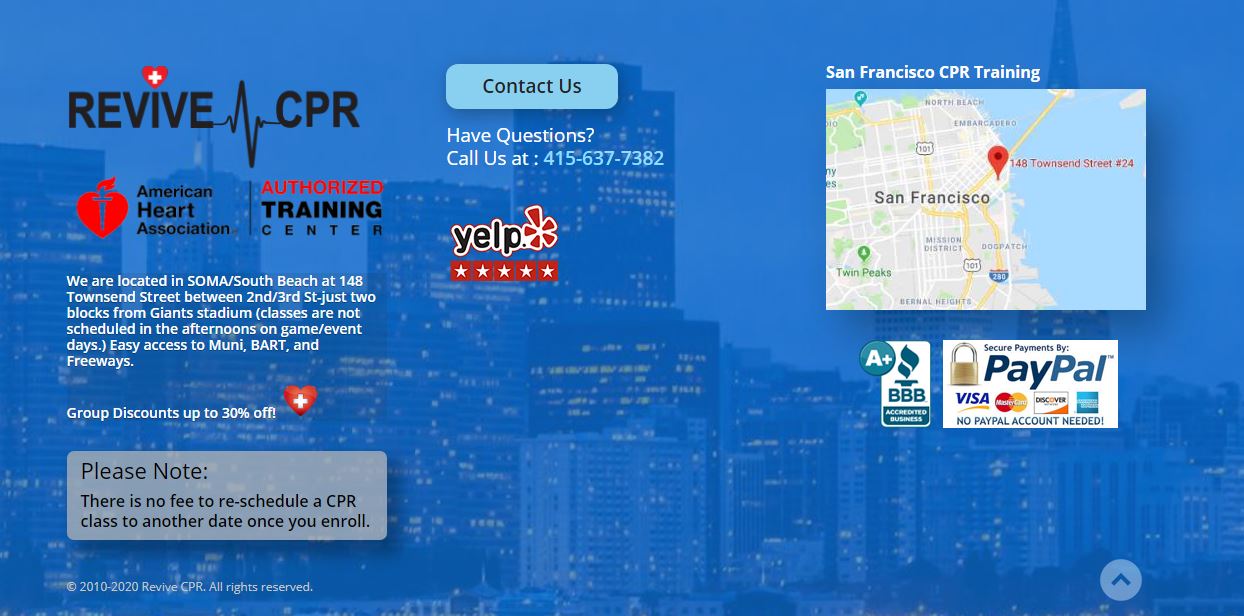 REVIVE CPR
American
Heart
Association
AUTHORIZED
TRAINING
CENTER
We are located in SOMA/South Beach at 148
Townsend Street between 2nd/3rd St-just two
blocks from Giants stadium (classes are not
scheduled in the afternoons on game/event
days.) Easy access to Muni, BART, and
Freeways.
Group Discounts up to 30% off!
Please Note:
There is no fee to re-schedule a CPR
class to another date once you enroll.
© 2010-2020 Revive CPR. All rights reserved.
Contact Us
Have Questions?
Call Us at : 415-637-7382
yelp
San Francisco CPR Training
NORTH BEACH
EMBARCADERO
101
148 Townsend Street #24
San Francisco
MISSION
DISTRICT
DOGPATCH
101
280
Twin Peaks
BERNAL HEIGHTS
A+
BBB
ACCREDITED
BUSINESS
Secure Payments By:
PayPal™
VISA MasterCard DISCOVER
NO PAYPAL ACCOUNT NEEDED!